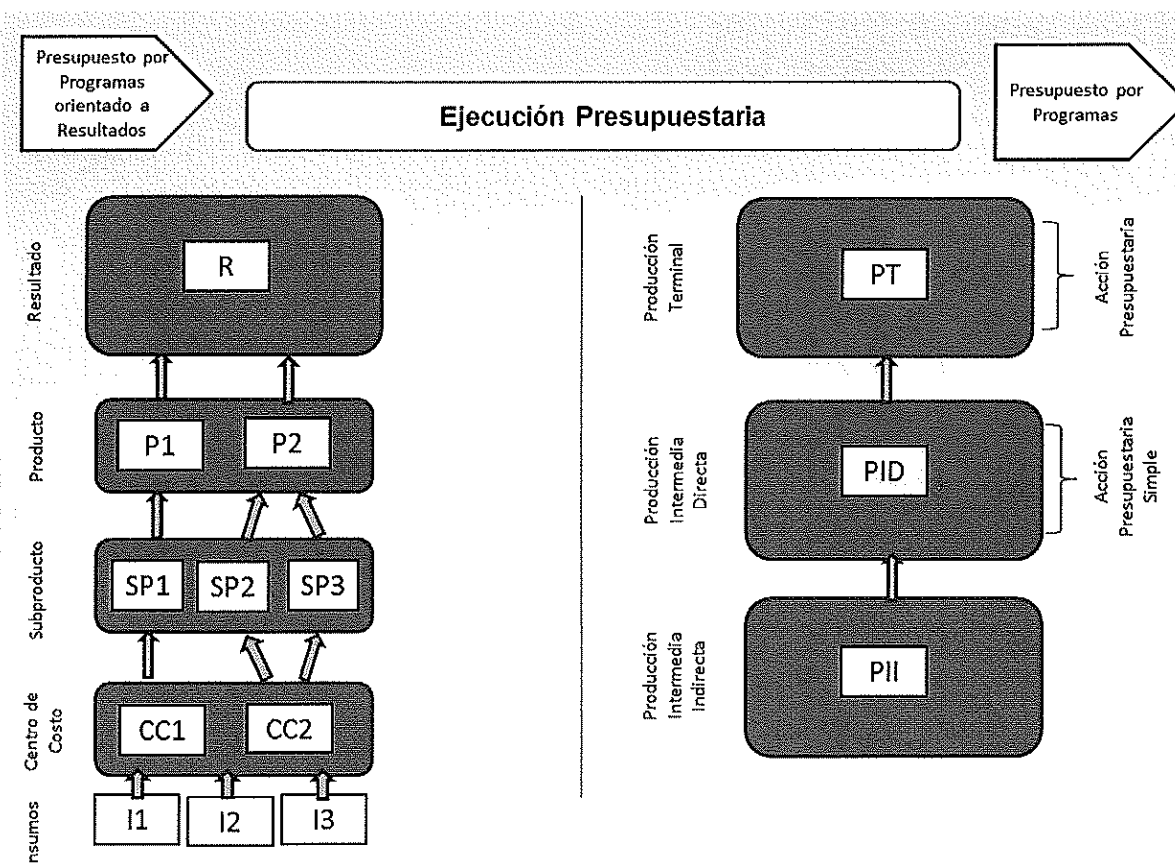 Presupuesto por
Programas
orientado a
Resultados
Ejecución Presupuestaria
Presupuesto por
Programas
Resultado
R
Producto
P1
P2
Subproducto
SP1
SP2
SP3
Centro de
Costo
CC1
CC2
nsumos
I1
I2
I3
Producción
Terminal
PT
Acción
Presupuestaria
Producción
Intermedia
Directa
PID
Acción
Presupuestaria
Simple
Producción
Intermedia
Indirecta
PII